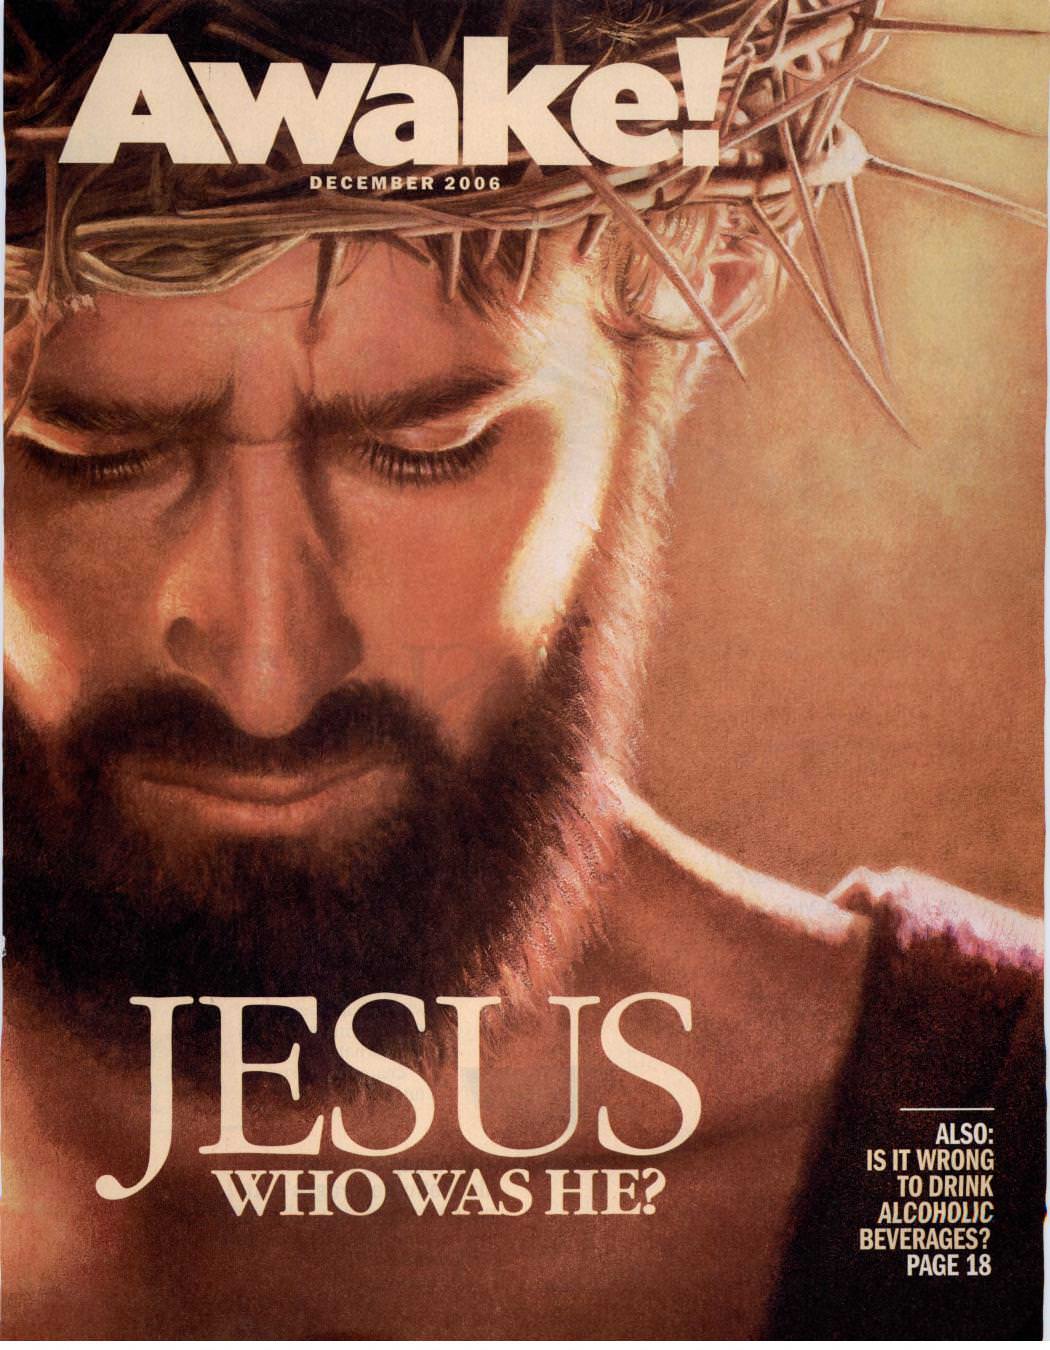 Awake!
DECEMBER 2006
JESUS
WHO WAS HE?
ALSO:
IS IT WRONG
TO DRINK
ALCOHOLIC
BEVERAGES?
PAGE 18